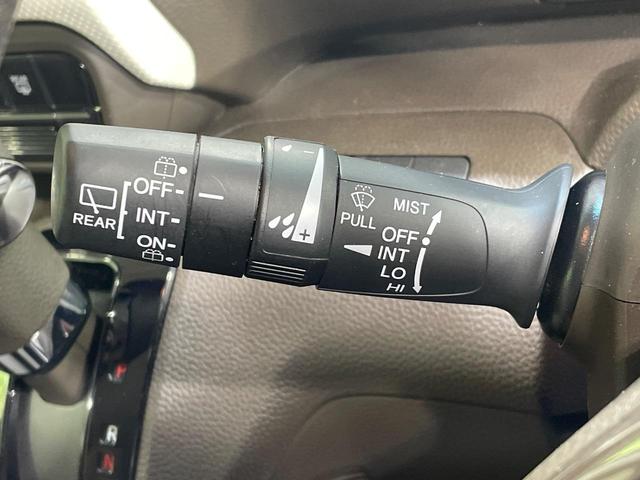 REAR
OFF
INT
ON
- +
PULL
MIST
OFF
INT
LO
HI
R
N